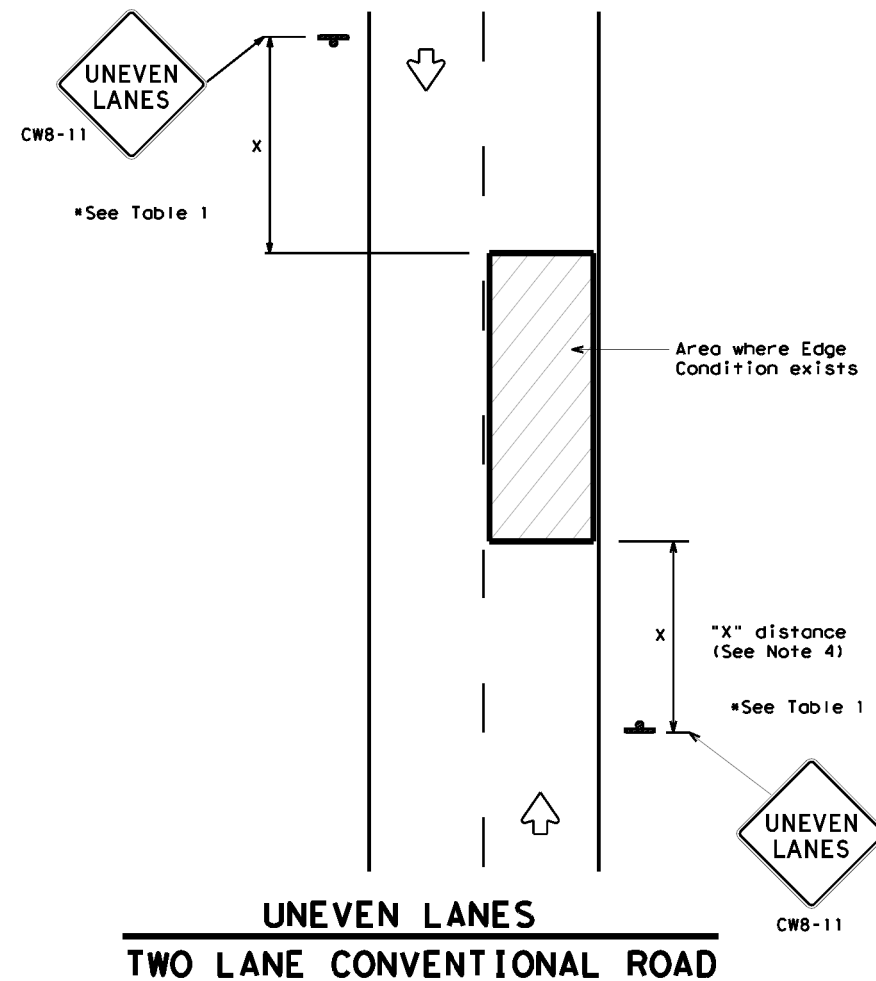 UNEVEN
LANES
CW8-11
X
*See Table 1
Area where Edge
Condition exists
X
"X" distance
(See Note 4)
*See Table 1
UNEVEN
LANES
CW8-11
UNEVEN LANES
TWO LANE CONVENTIONAL ROAD